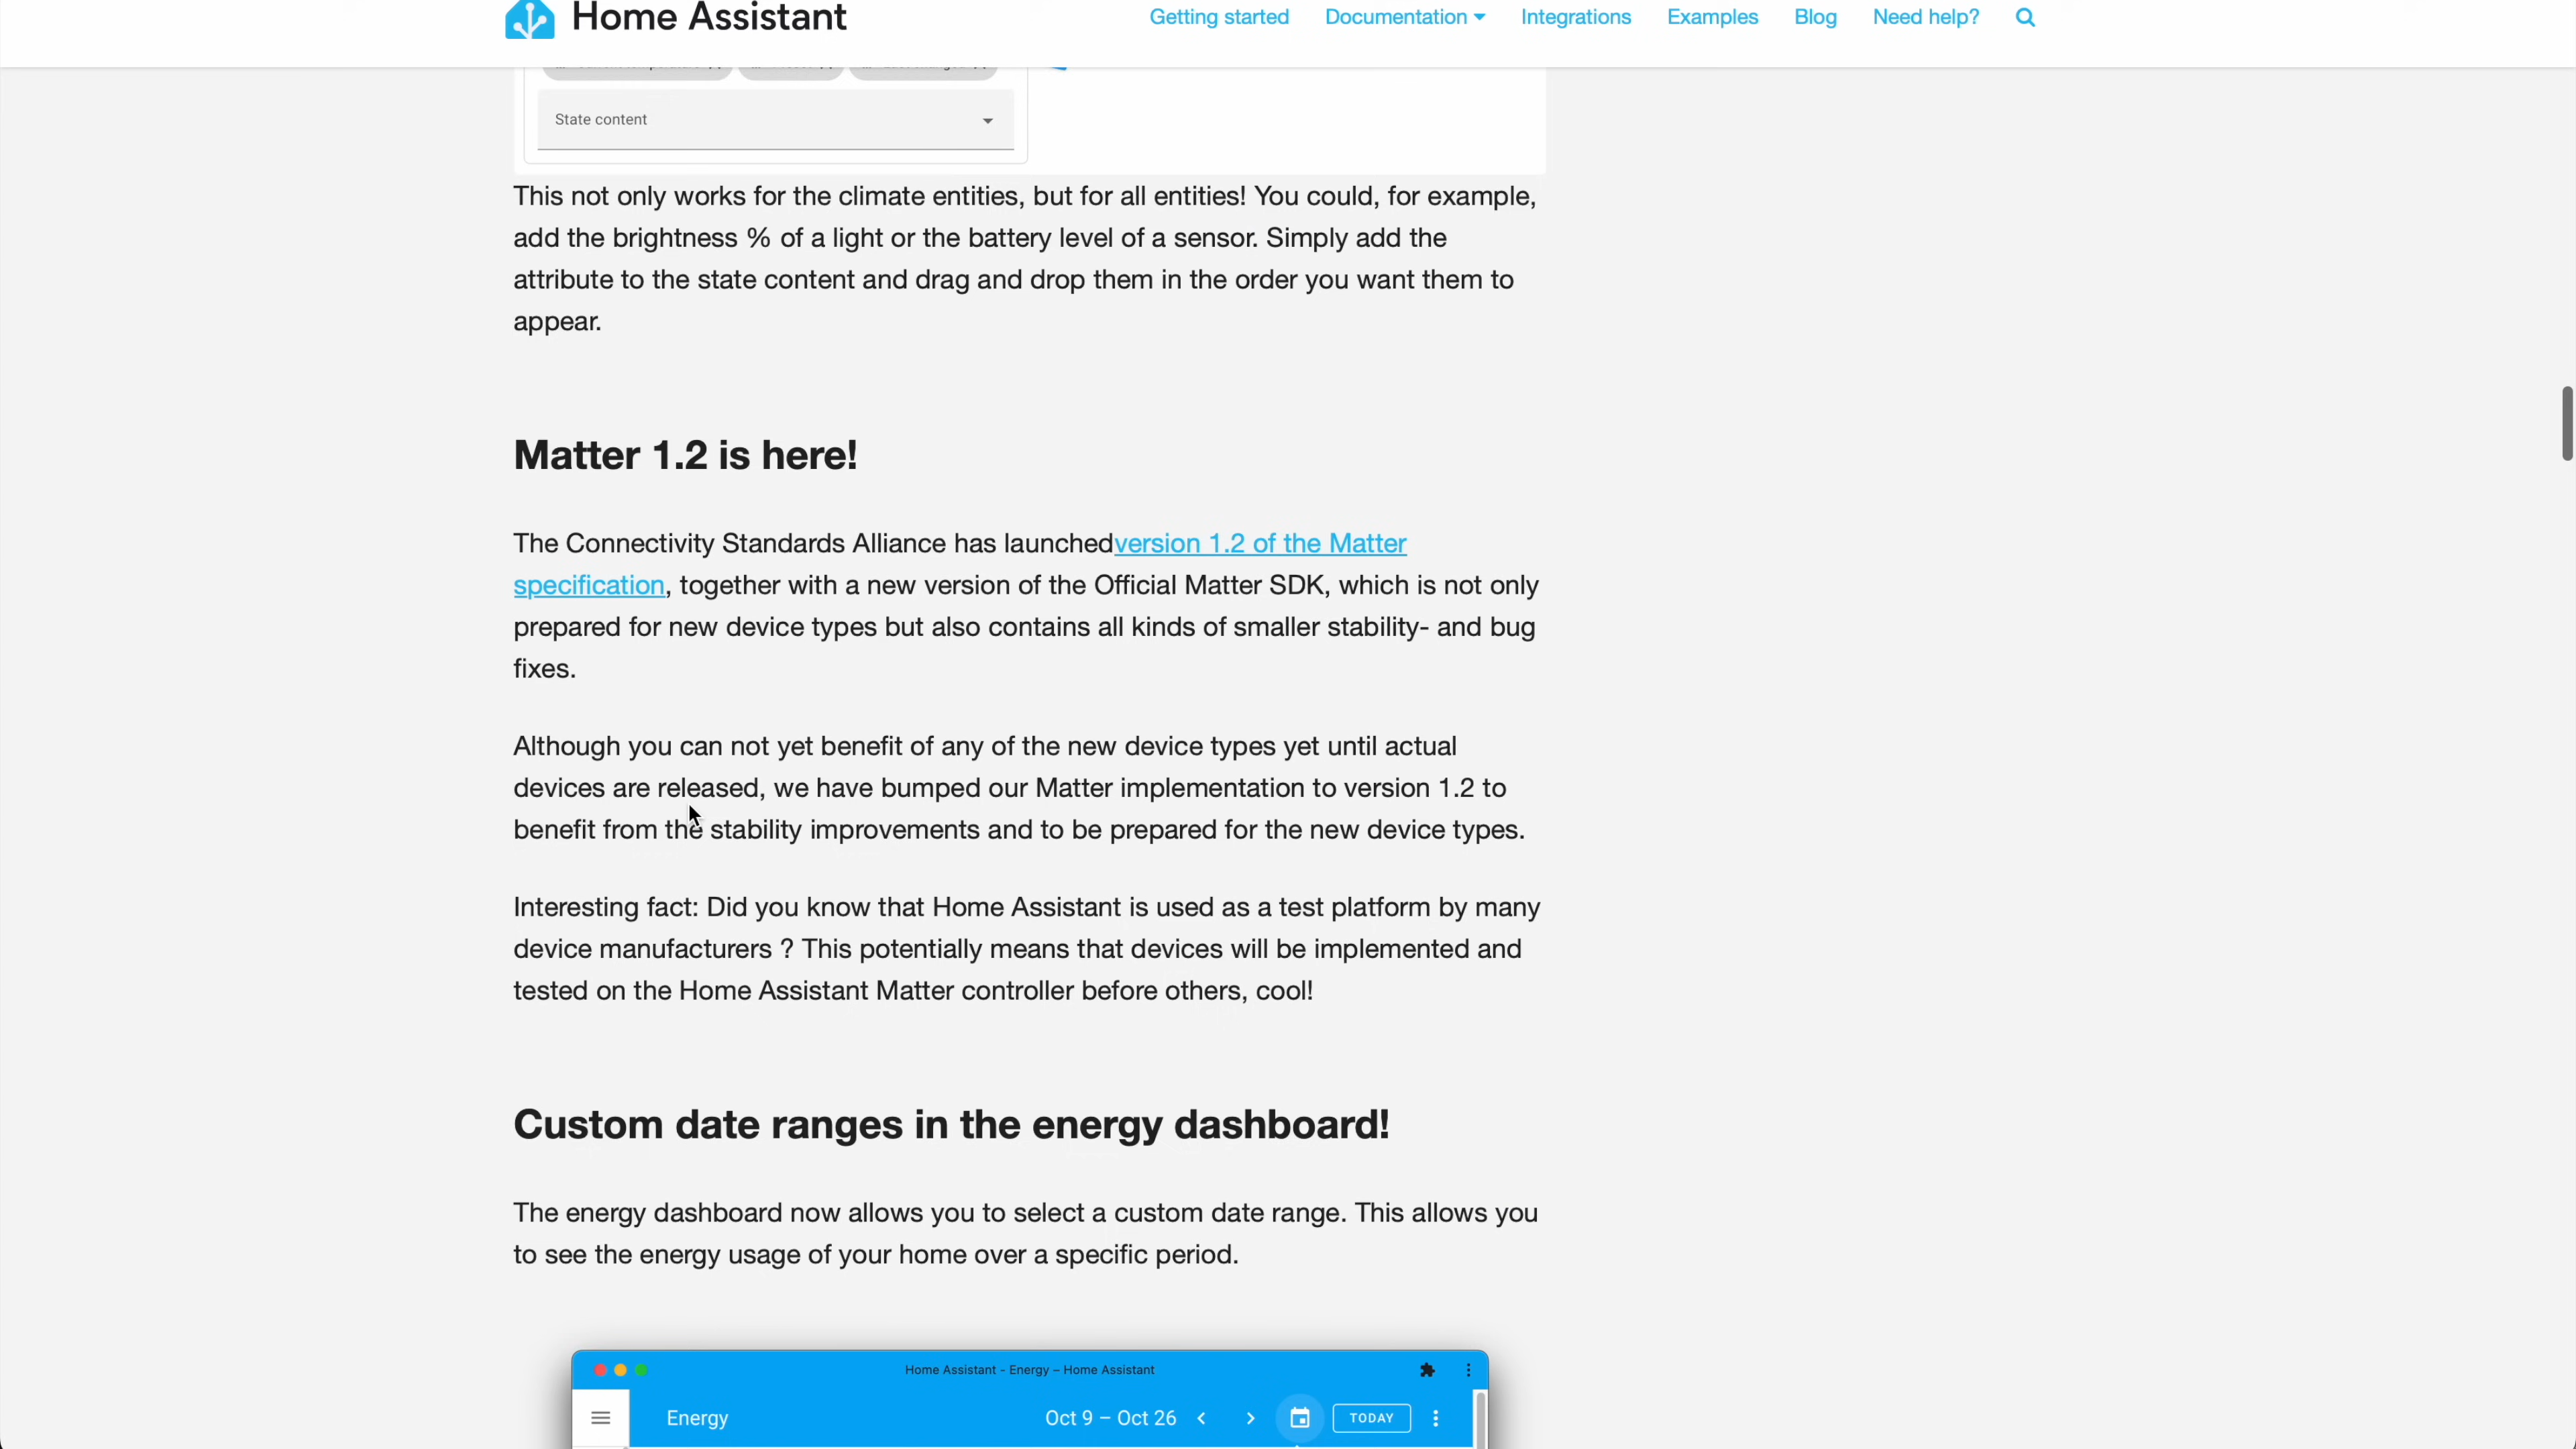 Home Assistant
Getting started
Documentation
Integrations
Examples
Blog
Need help?
State content
This not only works for the climate entities, but for all entities! You could, for example,
add the brightness % of a light or the battery level of a sensor. Simply add the
attribute to the state content and drag and drop them in the order you want them to
appear.
Matter 1.2 is here!
The Connectivity Standards Alliance has launchedversion 1.2 of the Matter
specification, together with a new version of the Official Matter SDK, which is not only
prepared for new device types but also contains all kinds of smaller stability- and bug
fixes.
Although you can not yet benefit of any of the new device types yet until actual
devices are released, we have bumped our Matter implementation to version 1.2 to
benefit from the stability improvements and to be prepared for the new device types.
Interesting fact: Did you know that Home Assistant is used as a test platform by many
device manufacturers ? This potentially means that devices will be implemented and
tested on the Home Assistant Matter controller before others, cool!
Custom date ranges in the energy dashboard!
The energy dashboard now allows you to select a custom date range. This allows you
to see the energy usage of your home over a specific period.
Home Assistant - Energy – Home Assistant
Energy
Oct 9 – Oct 26
TODAY